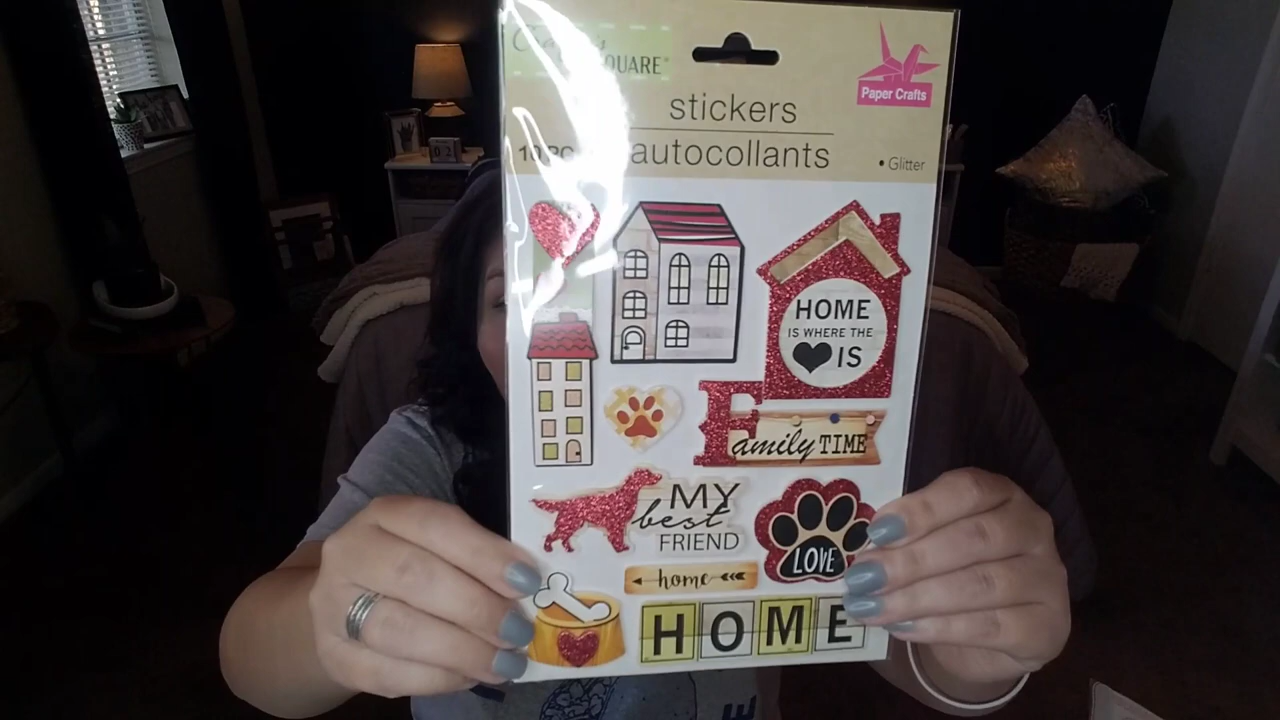 SQUARE
Paper Crafts
stickers
autocollants
• Glitter
HOME
IS WHERE THE
IS
Family TIME
MY
best
FRIEND
LOVE
home
HOME